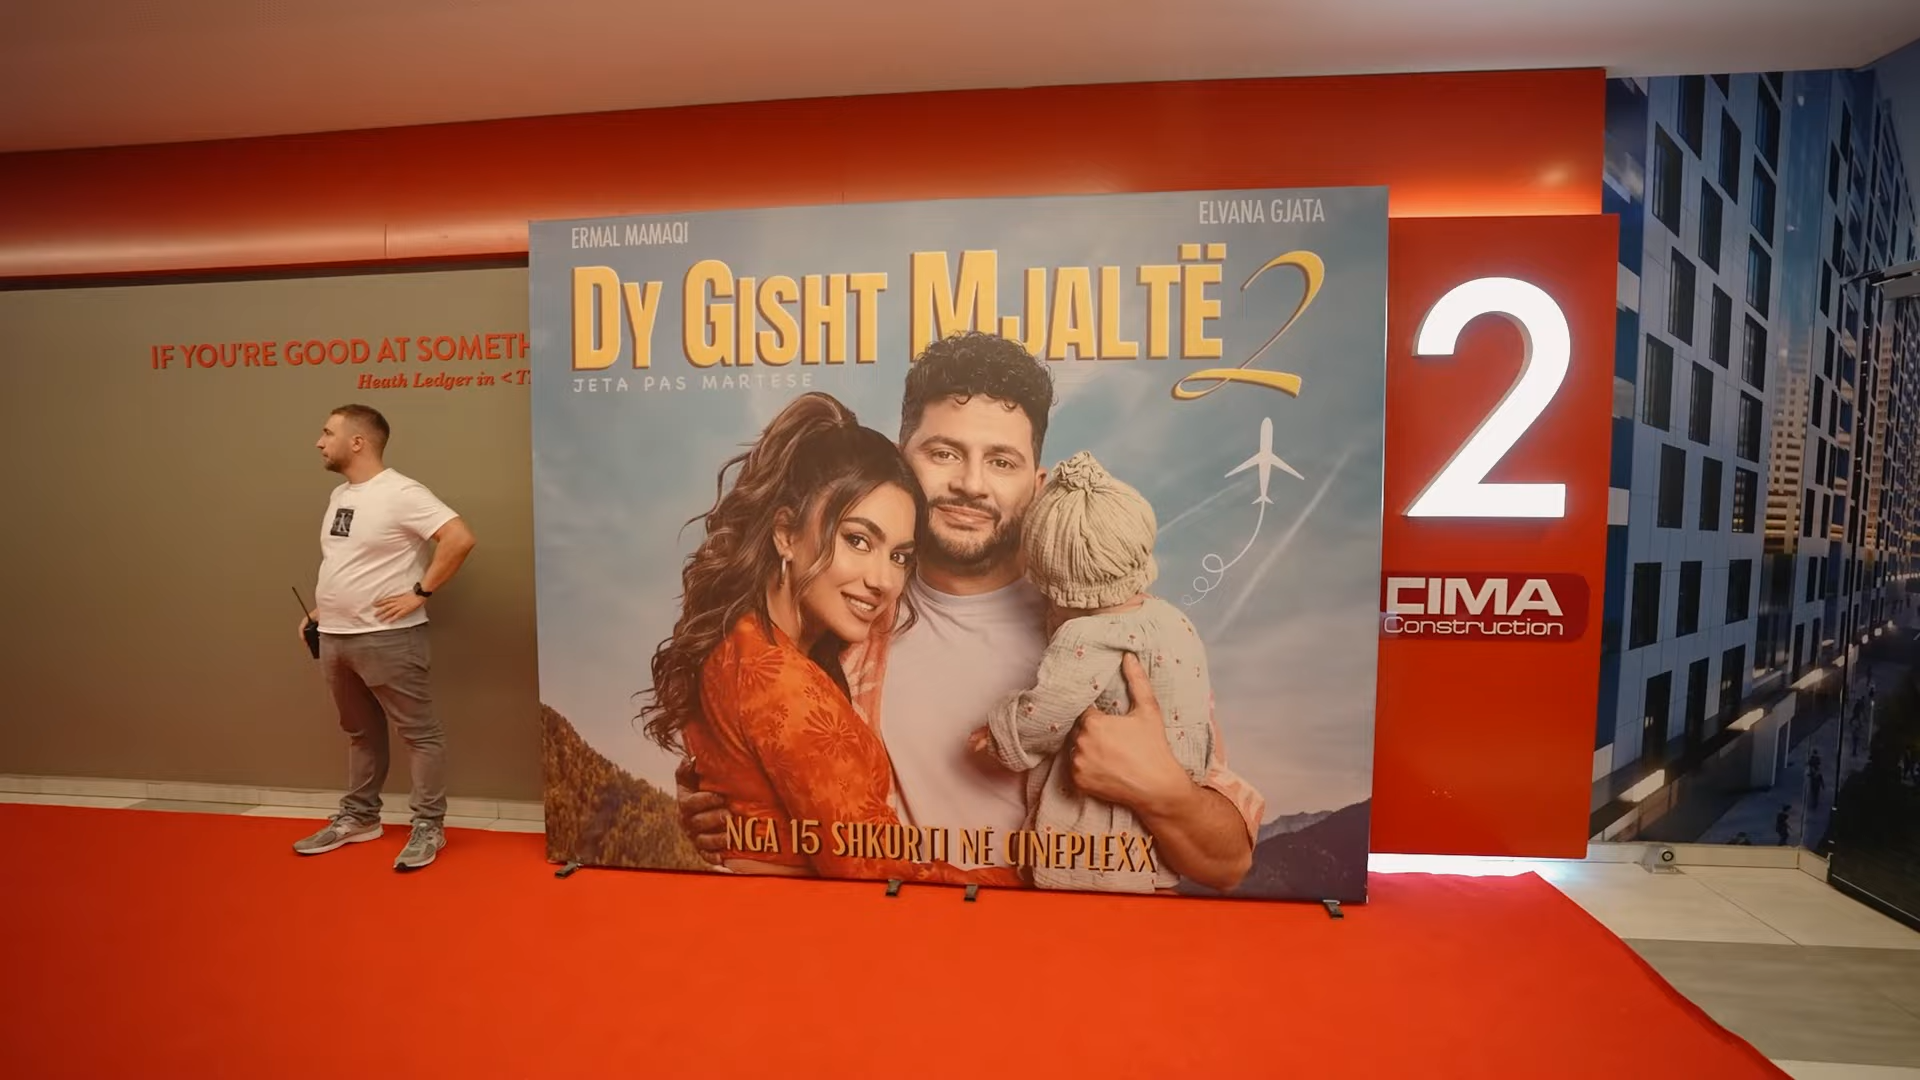 IF YOU'RE GOOD AT SOMETH
Heath Ledger in <T
ERMAL MAMAQI
ELVANA GJATA
DY GISHT MJALTË 2
JETA PAS MARTESE
NGA 15 SHKURTI NË CINEPLEXX
2
CIMA
Construction